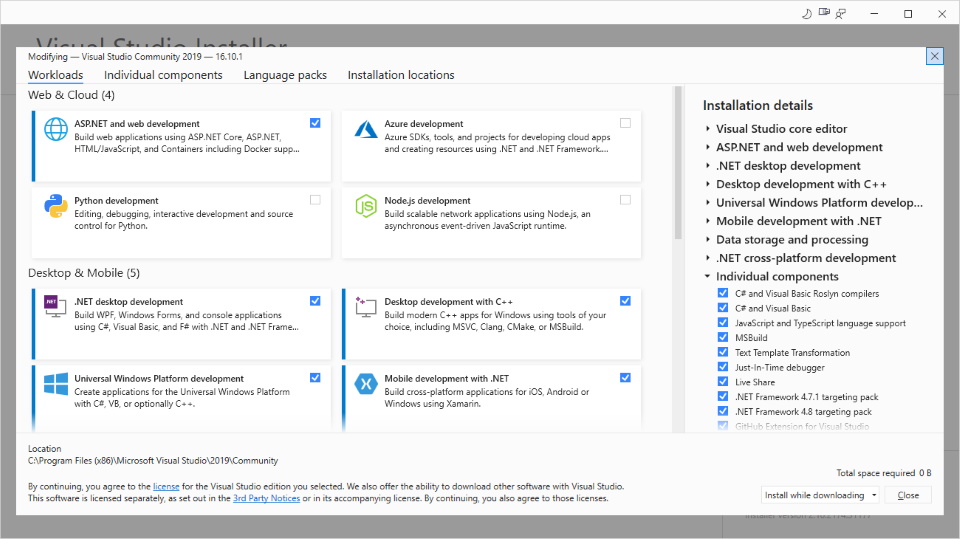 Visual Studio Installer
Modifying — Visual Studio Community 2019 — 16.10.1
Workloads Individual components Language packs Installation locations
Web & Cloud (4)
ASP.NET and web development
Build web applications using ASP.NET Core, ASP.NET,
HTML/JavaScript, and Containers including Docker supp...
Azure development
Azure SDKs, tools, and projects for developing cloud apps
and creating resources using .NET and .NET Framework....
Python development
Editing, debugging, interactive development and source
control for Python.
Node.js development
Build scalable network applications using Node.js, an
asynchronous event-driven JavaScript runtime.
Desktop & Mobile (5)
.NET
.NET desktop development
Build WPF, Windows Forms, and console applications
using C#, Visual Basic, and F# with .NET and .NET Frame...
Desktop development with C++
Build modern C++ apps for Windows using tools of your
choice, including MSVC, Clang, CMake, or MSBuild.
Universal Windows Platform development
Create applications for the Universal Windows Platform
with C#, VB, or optionally C++.
Mobile development with .NET
Build cross-platform applications for iOS, Android or
Windows using Xamarin.
Installation details
Visual Studio core editor
ASP.NET and web development
.NET desktop development
Desktop development with C++
Universal Windows Platform develop...
Mobile development with .NET
Data storage and processing
.NET cross-platform development
Individual components
C# and Visual Basic Roslyn compilers
C# and Visual Basic
JavaScript and TypeScript language support
MSBuild
Text Template Transformation
Just-In-Time debugger
Live Share
.NET Framework 4.7.1 targeting pack
.NET Framework 4.8 targeting pack
GitHub Extension for Visual Studio
Location
C:\Program Files (x86)\Microsoft Visual Studio\2019\Community
By continuing, you agree to the license for the Visual Studio edition you selected. We also offer the ability to download other software with Visual Studio.
This software is licensed separately, as set out in the 3rd Party Notices or in its accompanying license. By continuing, you also agree to those licenses.
Total space required 0 B
Install while downloading
Close